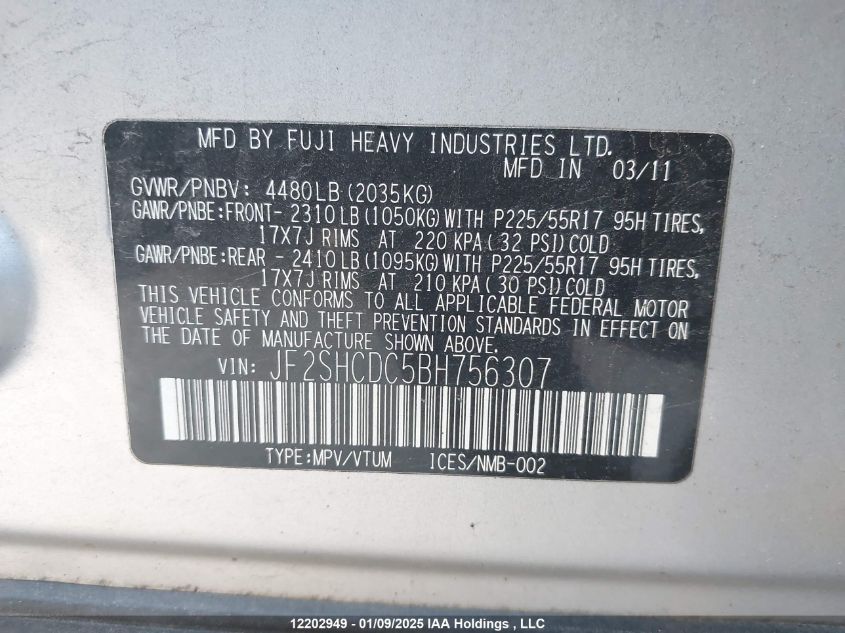 MFD BY FUJI HEAVY INDUSTRIES LTD.
MFD IN 03/11
GVWR/PNBV: 4480LB(2035KG)
GAWR/PNBE:FRONT- 2310LB(1050KG)WITH P225/55R17 95H TIRES,
17X7J RIMS AT 220 KPA( 32 PSI)COLD
GAWR/PNBE:REAR - 2410LB(1095KG)WITH P225/55R17 95H TIRES,
17X7J RIMS AT 210 KPA( 30 PSI)COLD
THIS VEHICLE CONFORMS TO ALL APPLICABLE FEDERAL MOTOR
VEHICLE SAFETY AND THEFT PREVENTION STANDARDS IN EFFECT ON
THE DATE OF MANUFACTURE SHOWN ABOVE.
VIN: JF2SHCDC5BH756307
TYPE:MPV/VTUM ICES/NMB-002
12202949 - 01/09/2025 IAA Holdings , LLC